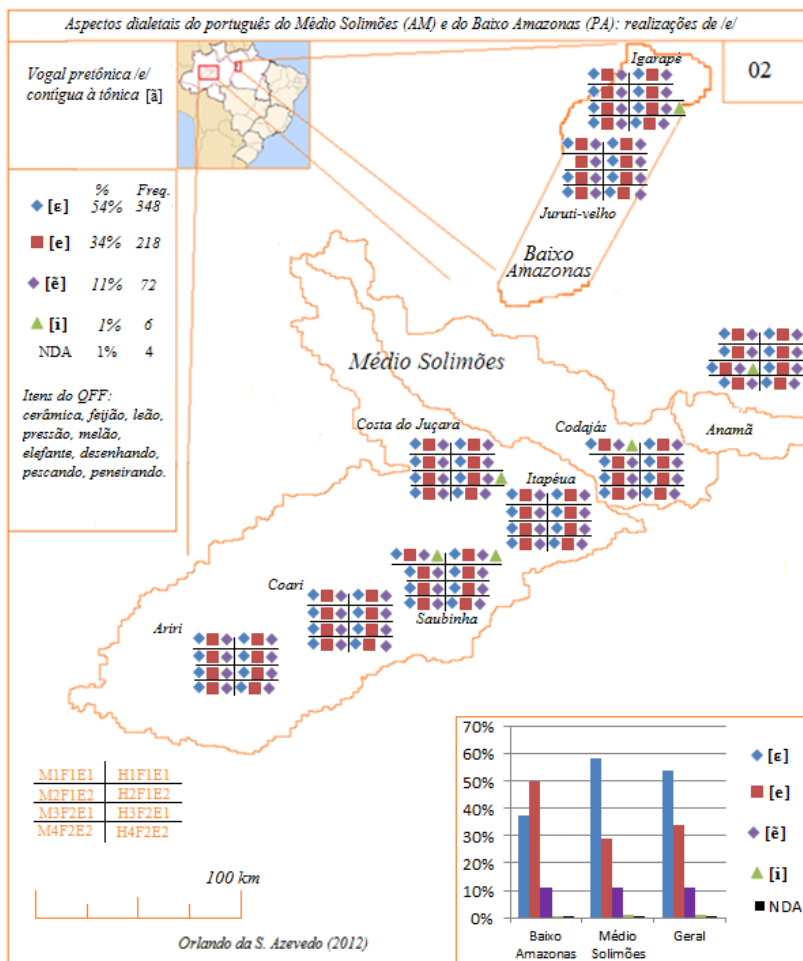 Aspectos dialetais do português do Médio Solimões (AM) e do Baixo Amazonas (PA): realizações de /e/
Vogal pretônica /e/
contígua à tônica [ã]
02
Igarapé
Juruti-velho
Baixo
Amazonas
% Freq.
[ɛ] 54% 348
[e] 34% 218
[ẽ] 11% 72
[i] 1% 6
NDA 1% 4
Itens do QFF:
cerâmica, feijão, leão,
pressão, melão,
elefante, desenhando,
pescando, peneirando.
Médio Solimões
Costa do Juçara
Codajás
Anamã
Itapéua
Coari
Saubinha
Ariri
M1F1E1 H1F1E1
M2F1E2 H2F1E2
M3F2E1 H3F2E1
M4F2E2 H4F2E2
100 km
Orlando da S. Azevedo (2012)
70%
60%
50%
40%
30%
20%
10%
0%
Baixo Amazonas
Médio Solimões
Geral
[ɛ]
[e]
[ẽ]
[i]
NDA